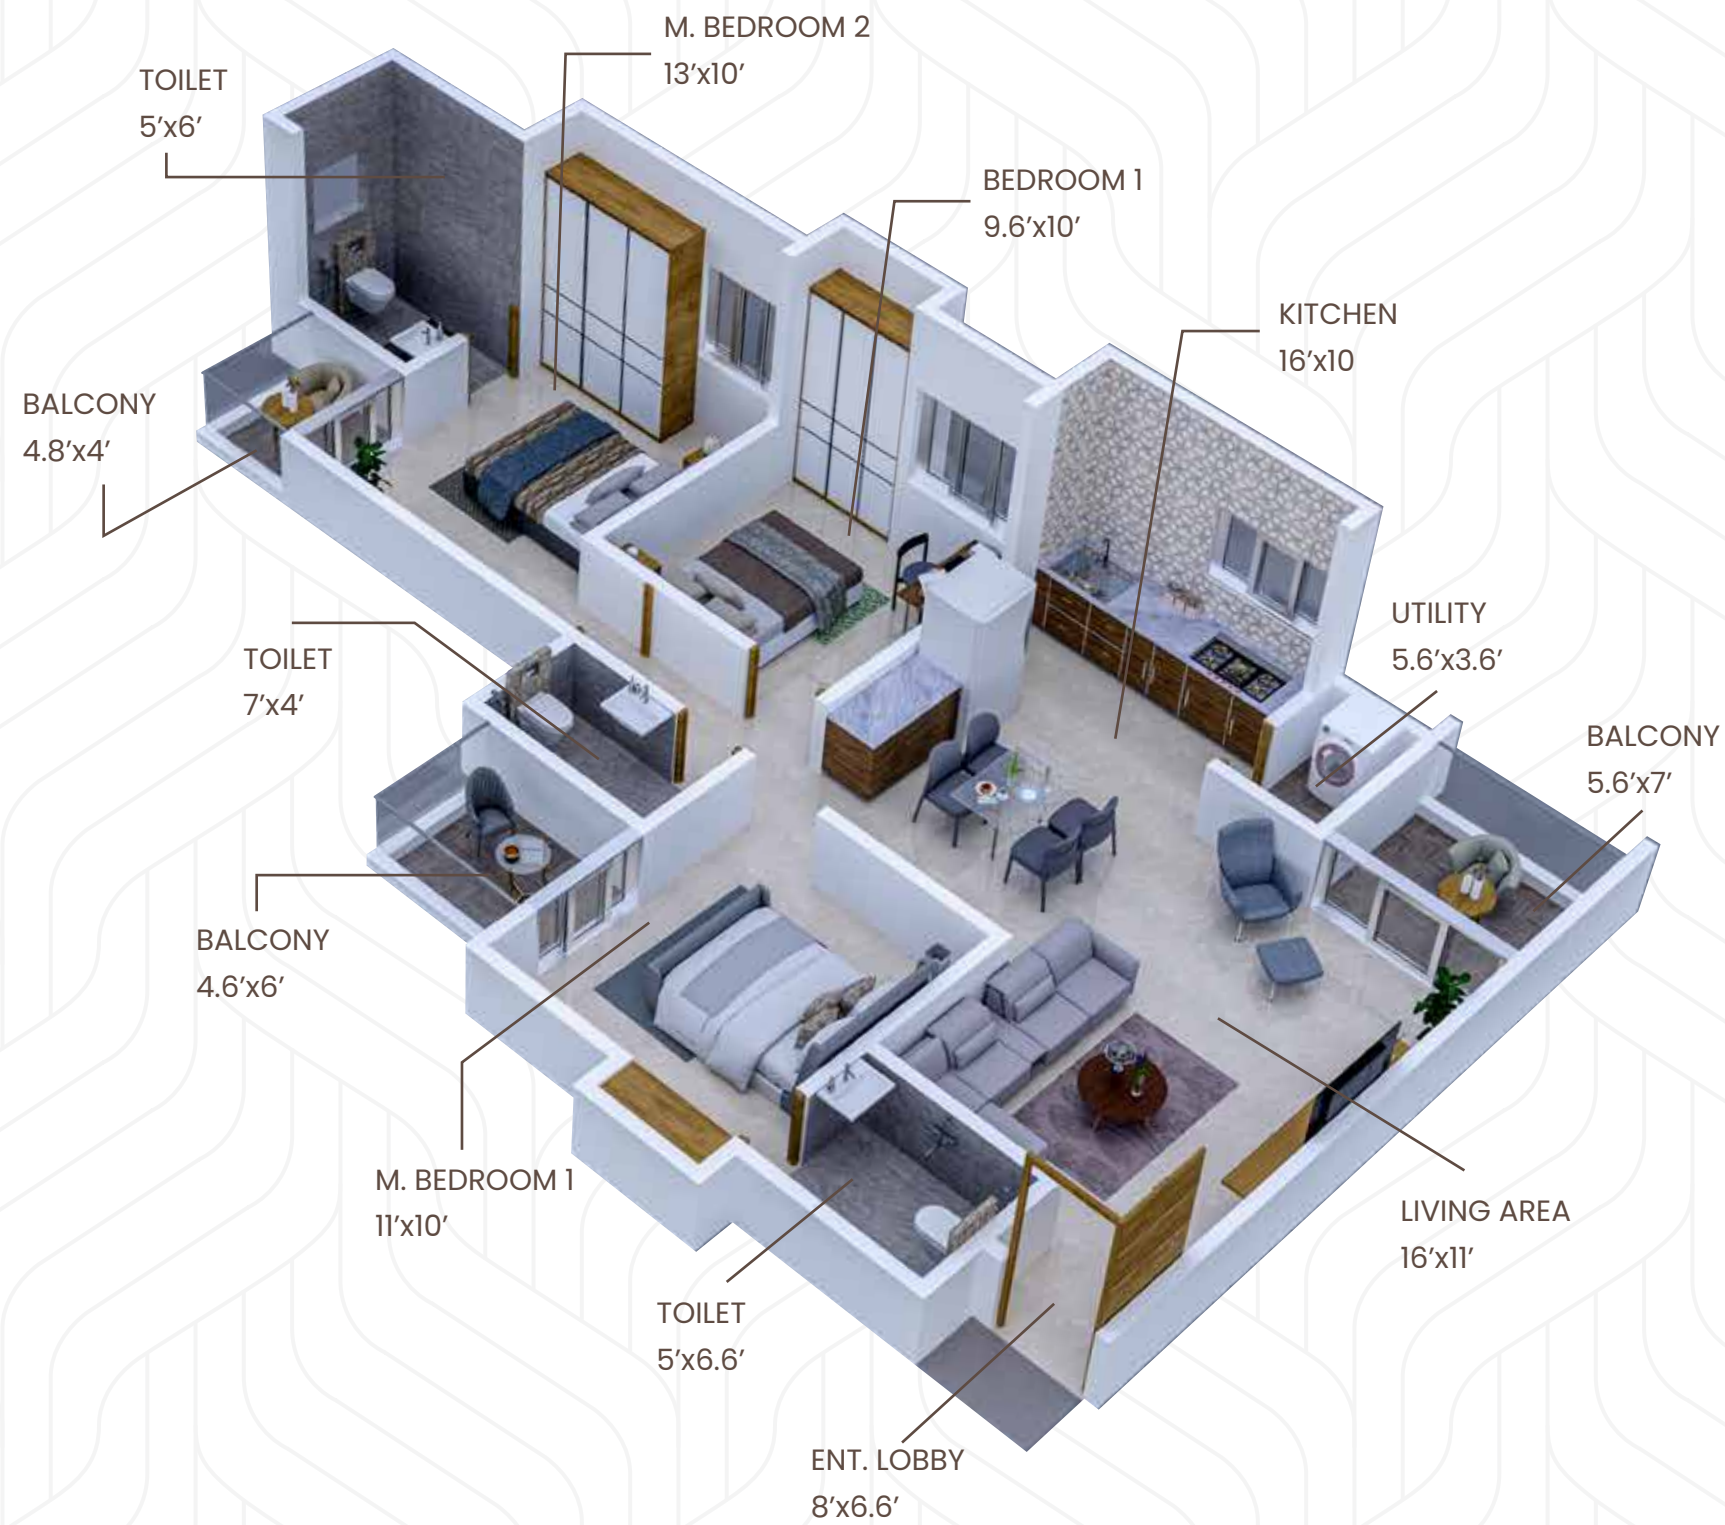 M. BEDROOM 2
13’x10’
TOILET
5’x6’
BEDROOM 1
9.6’x10’
KITCHEN
16’x10
BALCONY
4.8’x4’
UTILITY
5.6’x3.6’
TOILET
7’x4’
BALCONY
5.6’x7’
BALCONY
4.6’x6’
M. BEDROOM 1
11’x10’
LIVING AREA
16’x11’
TOILET
5’x6.6’
ENT. LOBBY
8’x6.6’